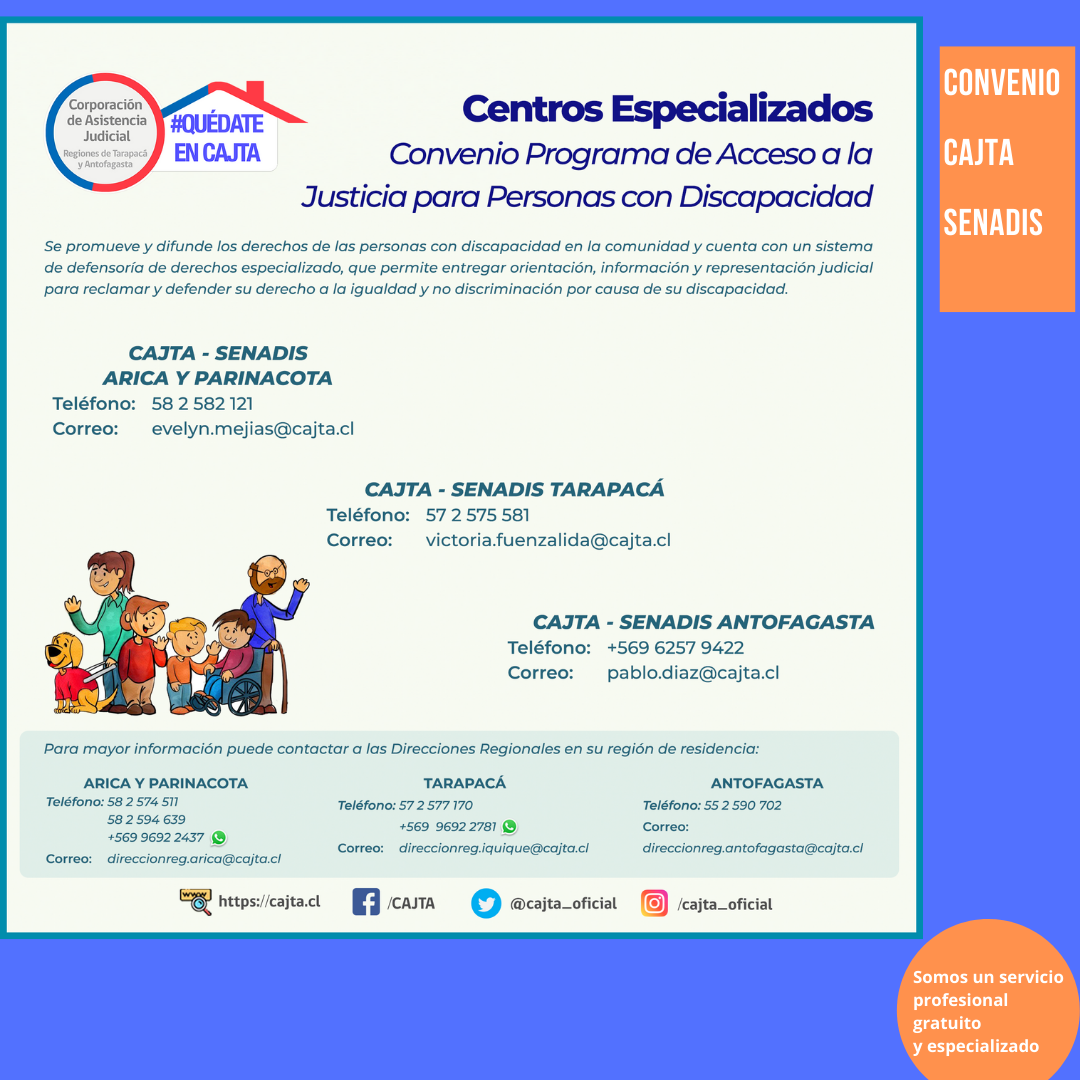 Corporación
de Asistencia
Judicial
Regiones de Tarapacá
y Antofagasta
#QUÉDATE
EN CAJTA
Centros Especializados
Convenio Programa de Acceso a la
Justicia para Personas con Discapacidad
CONVENIO
CAJTA
SENADIS
Se promueve y difunde los derechos de las personas con discapacidad en la comunidad y cuenta con un sistema
de defensoría de derechos especializado, que permite entregar orientación, información y representación judicial
para reclamar y defender su derecho a la igualdad y no discriminación por causa de su discapacidad.
CAJTA - SENADIS
ARICA Y PARINACOTA
Teléfono: 58 2 582 121
Correo: evelyn.mejias@cajta.cl
CAJTA - SENADIS TARAPACÁ
Teléfono: 57 2 575 581
Correo: victoria.fuenzalida@cajta.cl
CAJTA - SENADIS ANTOFAGASTA
Teléfono: +569 6257 9422
Correo: pablo.diaz@cajta.cl
Para mayor información puede contactar a las Direcciones Regionales en su región de residencia:
ARICA Y PARINACOTA
Teléfono: 58 2 574 511
58 2 594 639
+569 9692 2437
Correo: direccionreg.arica@cajta.cl
TARAPACÁ
Teléfono: 57 2 577 170
+569 9692 2781
Correo: direccionreg.iquique@cajta.cl
ANTOFAGASTA
Teléfono: 55 2 590 702
Correo:
direccionreg.antofagasta@cajta.cl
www https://cajta.cl /CAJTA @cajta_oficial /cajta_oficial
Somos un servicio
profesional
gratuito
y especializado